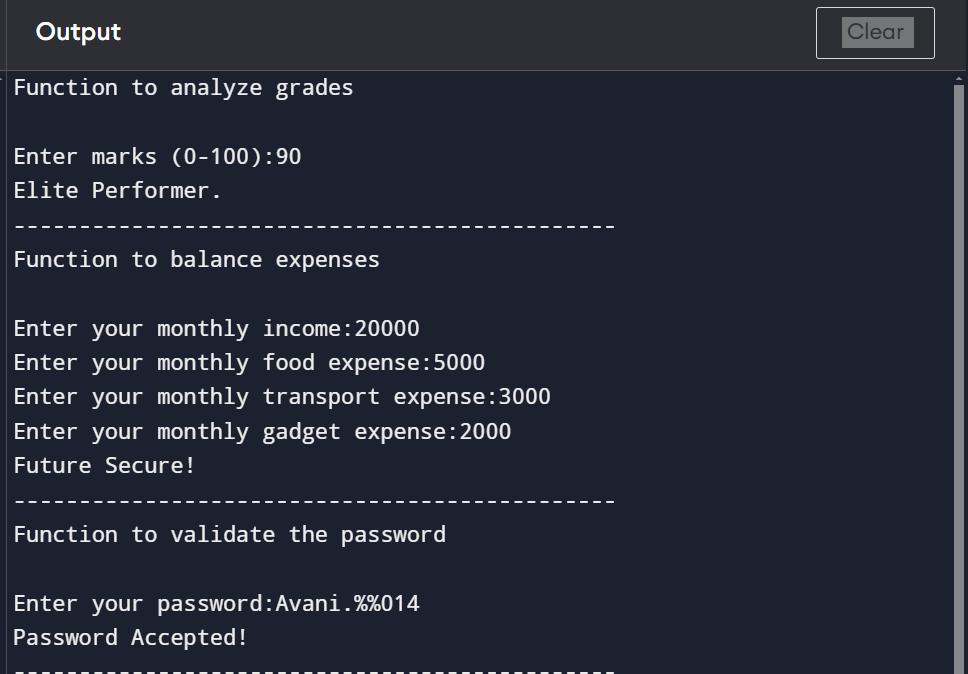 Output
Clear
Function to analyze grades
Enter marks (0-100):90
Elite Performer.
----------------------------------------------
Function to balance expenses
Enter your monthly income:20000
Enter your monthly food expense:5000
Enter your monthly transport expense:3000
Enter your monthly gadget expense:2000
Future Secure!
----------------------------------------------
Function to validate the password
Enter your password:Avani.%%014
Password Accepted!
----------------------------------------------